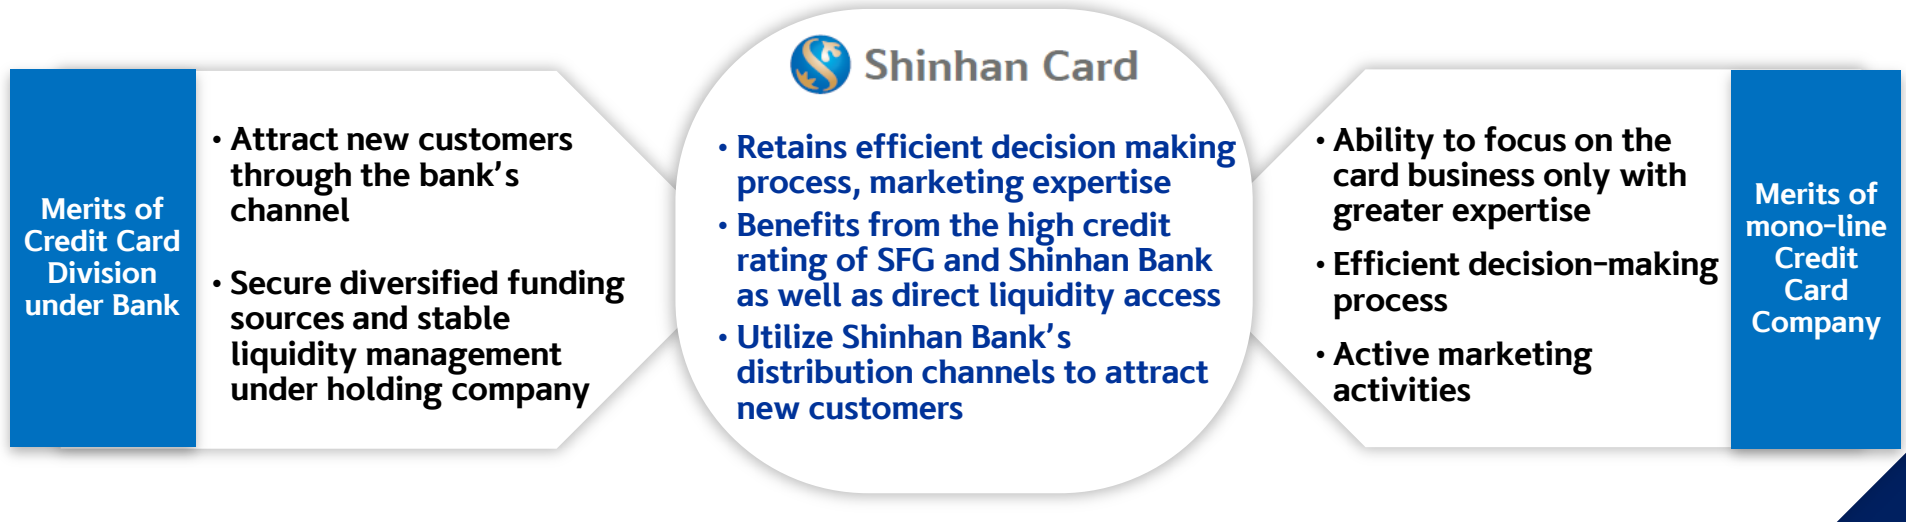 Merits of
Credit Card
Division
under Bank
• Attract new customers
through the bank's
channel
• Secure diversified funding
sources and stable
liquidity management
under holding company
Shinhan Card
• Retains efficient decision making
process, marketing expertise
• Benefits from the high credit
rating of SFG and Shinhan Bank
as well as direct liquidity access
• Utilize Shinhan Bank's
distribution channels to attract
new customers
• Ability to focus on the
card business only with
greater expertise
• Efficient decision-making
process
• Active marketing
activities
Merits of
mono-line
Credit
Card
Company